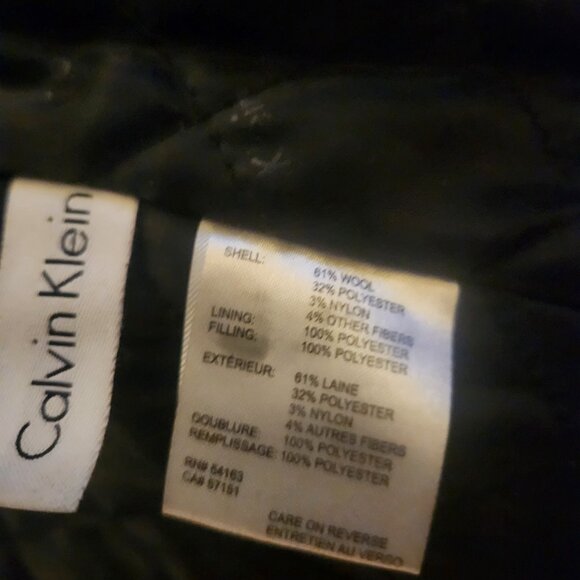 Calvin Klein
SHELL: 61% WOOL
32% POLYESTER
3% NYLON
4% OTHER FIBERS
LINING: 100% POLYESTER
FILLING: 100% POLYESTER
EXTÉRIEUR: 61% LAINE
32% POLYESTER
3% NYLON
4% AUTRES FIBERS
DOUBLURE: 100% POLYESTER
REMPLISSAGE: 100% POLYESTER
RN# 54163
CA# 57151
CARE ON REVERSE
ENTRETIEN AU VERSO